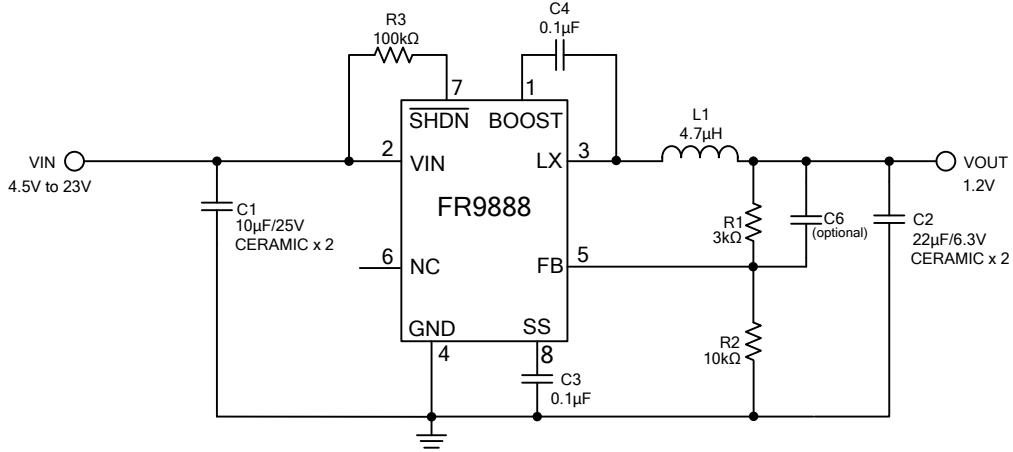 C4
0.1µF
R3
100kΩ
7
1
SHDN
BOOST
L1
4.7µH
VIN
4.5V to 23V
2
VIN
LX
3
VOUT
1.2V
FR9888
C1
10µF/25V
CERAMIC x 2
R1
3kΩ
C6
(optional)
C2
22µF/6.3V
CERAMIC x 2
6
NC
FB
5
GND
SS
4
8
R2
10kΩ
C3
0.1µF